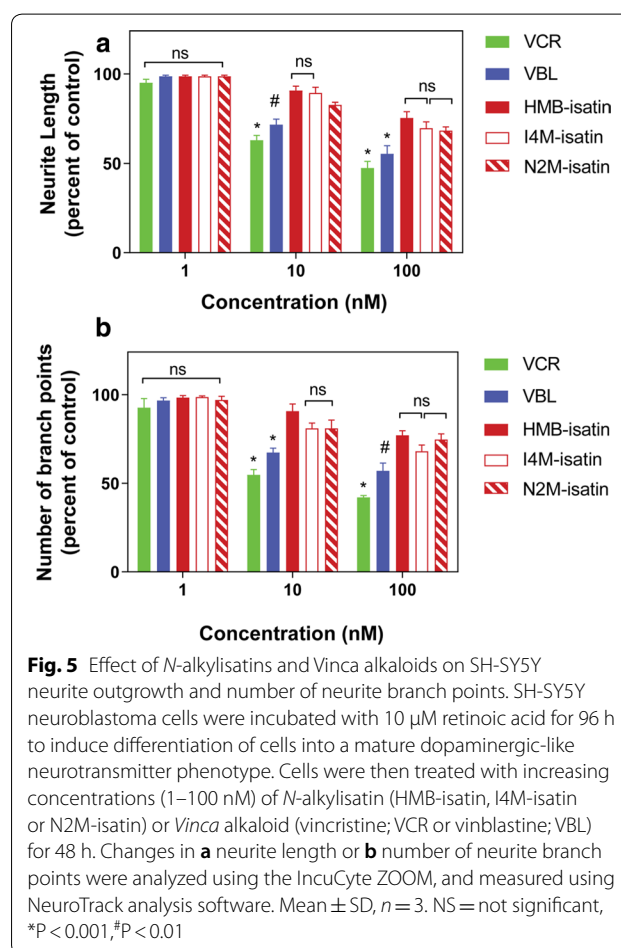 a
ns
ns
ns
#
*
*
*
100
50
0
Neurite Length
(percent of control)
1
10
100
Concentration (nM)
VCR
VBL
HMB-isatin
I4M-isatin
N2M-isatin
b
ns
ns
ns
*
*
*
#
100
50
0
Number of branch points
(percent of control)
1
10
100
Concentration (nM)
VCR
VBL
HMB-isatin
I4M-isatin
N2M-isatin
Fig. 5 Effect of N-alkylisatins and Vinca alkaloids on SH-SY5Y
neurite outgrowth and number of neurite branch points. SH-SY5Y
neuroblastoma cells were incubated with 10 µM retinoic acid for 96 h
to induce differentiation of cells into a mature dopaminergic-like
neurotransmitter phenotype. Cells were then treated with increasing
concentrations (1–100 nM) of N-alkylisatin (HMB-isatin, I4M-isatin
or N2M-isatin) or Vinca alkaloid (vincristine; VCR or vinblastine; VBL)
for 48 h. Changes in a neurite length or b number of neurite branch
points were analyzed using the IncuCyte ZOOM, and measured using
NeuroTrack analysis software. Mean ± SD, n = 3. NS = not significant,
*P < 0.001,#P < 0.01